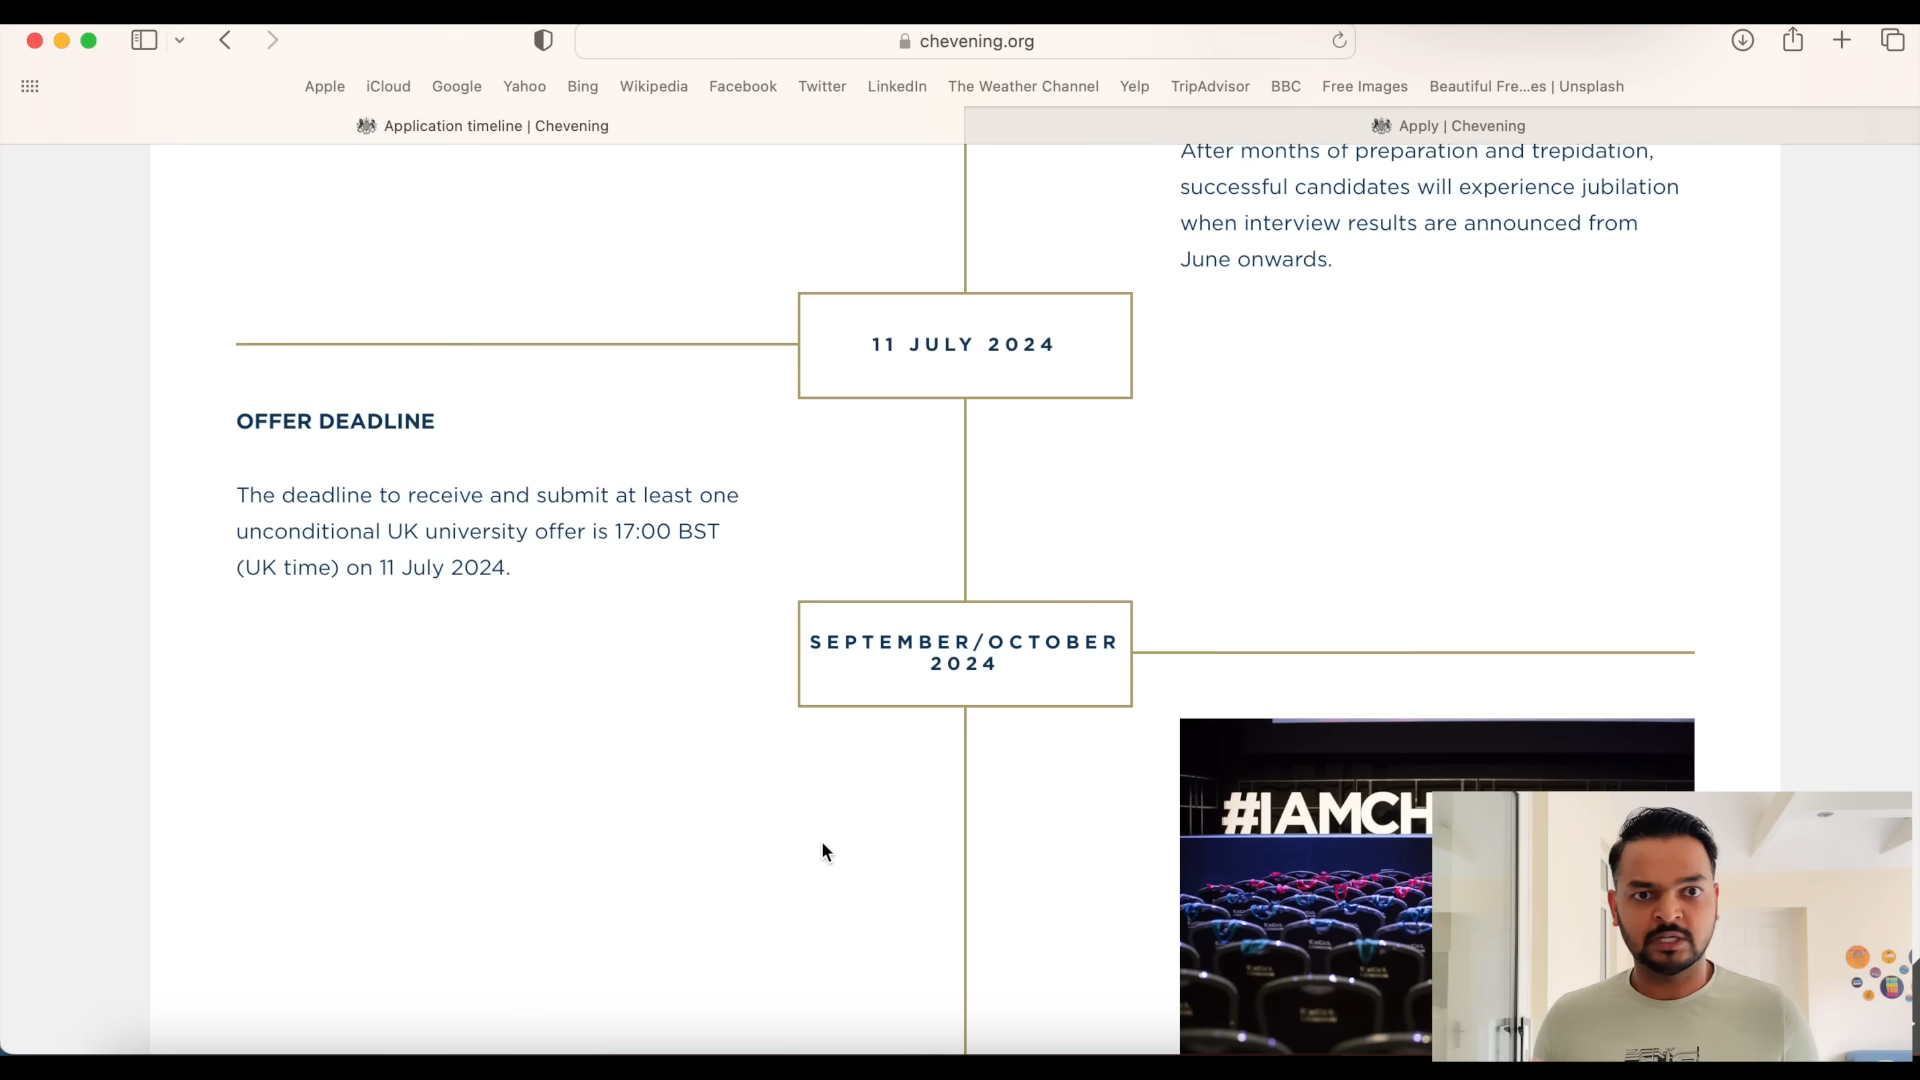 chevening.org
Apple iCloud Google Yahoo Bing Wikipedia Facebook Twitter LinkedIn The Weather Channel Yelp TripAdvisor BBC Free Images Beautiful Fre...es | Unsplash
Application timeline | Chevening
Apply | Chevening
After months of preparation and trepidation,
successful candidates will experience jubilation
when interview results are announced from
June onwards.
11 JULY 2024
OFFER DEADLINE
The deadline to receive and submit at least one
unconditional UK university offer is 17:00 BST
(UK time) on 11 July 2024.
SEPTEMBER/OCTOBER
2024
#IAMCH